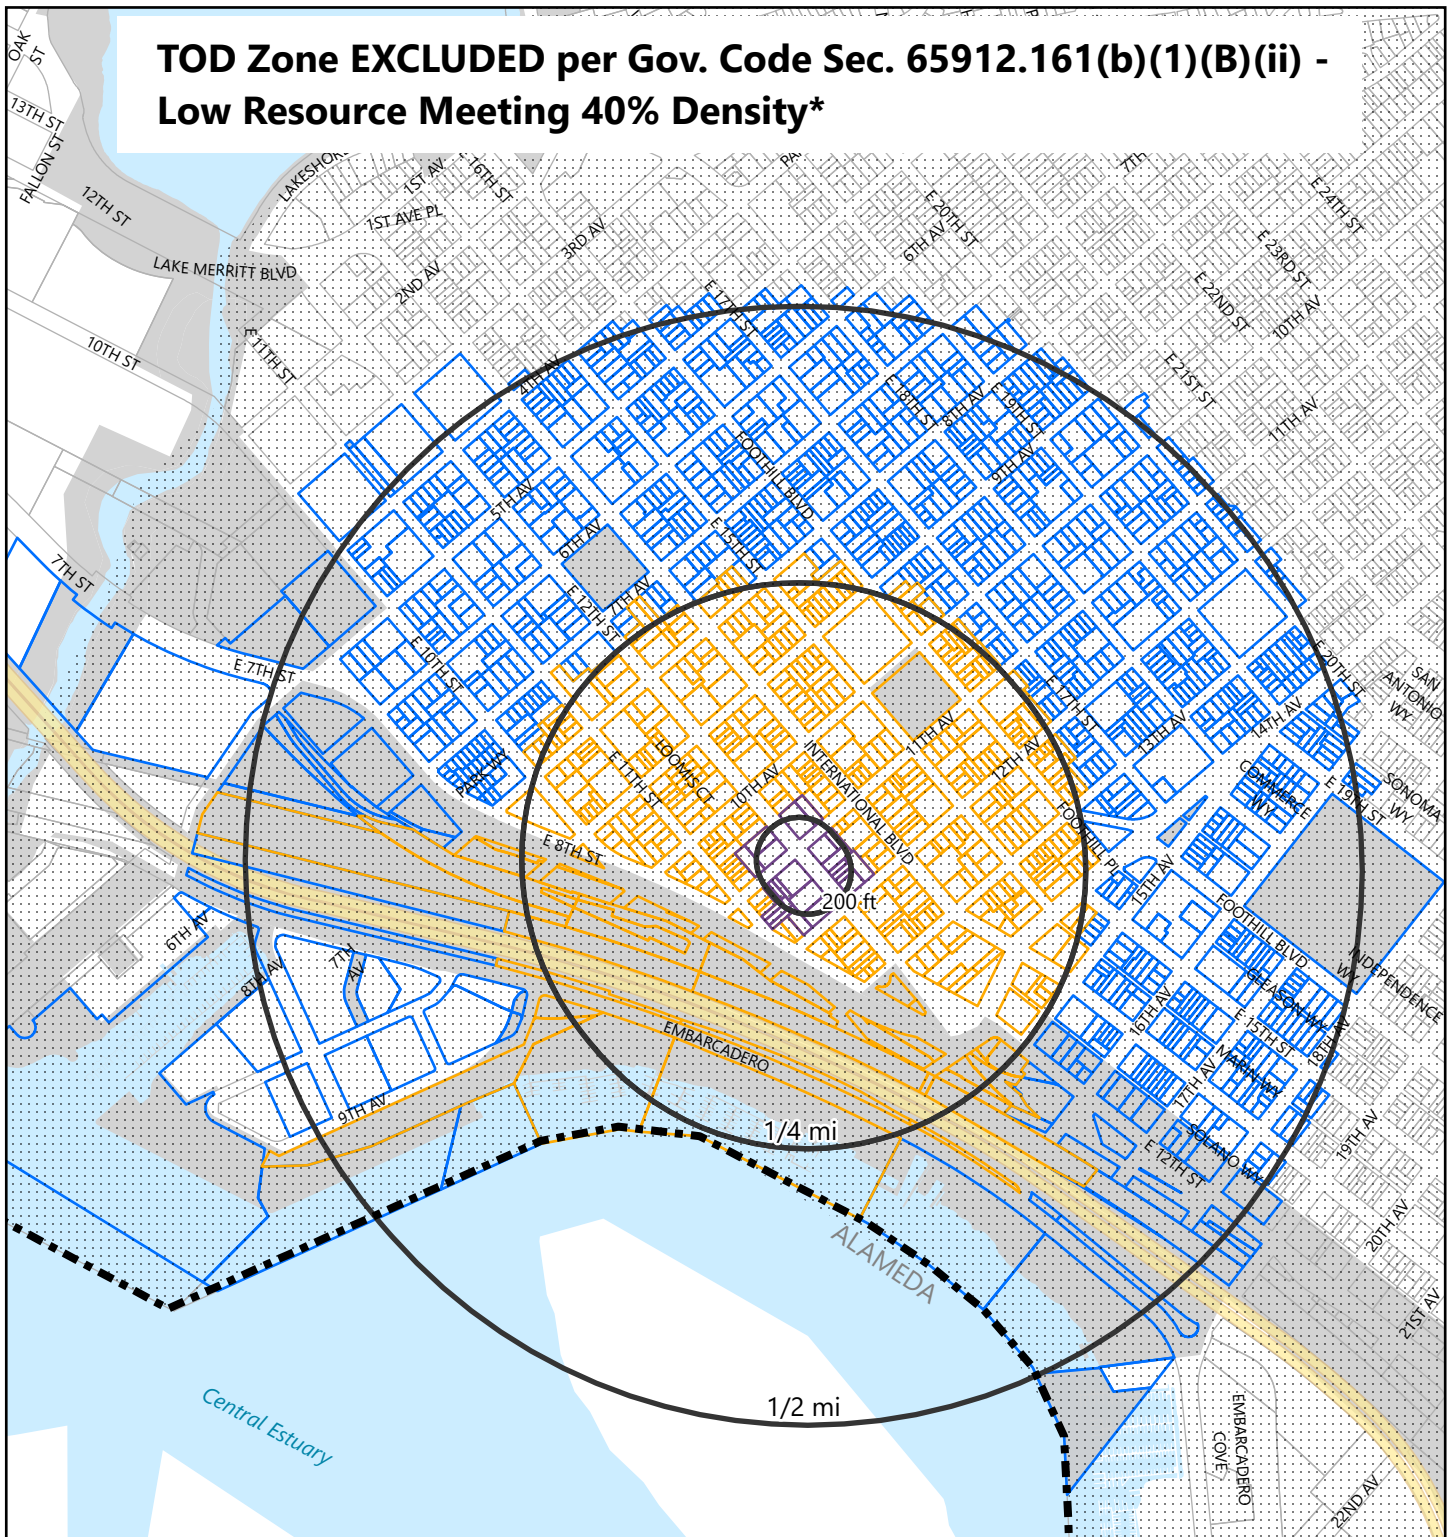 TOD Zone EXCLUDED per Gov. Code Sec. 65912.161(b)(1)(B)(ii) -
Low Resource Meeting 40% Density*
OAK
ST
13TH ST
FALLON ST
12TH ST
LAKE MERRITT BLVD
10TH ST
E 11TH ST
1ST AV
E 16TH ST
1ST AVE PL
2ND AV
3RD AV
E 20TH ST
6TH AV
7TH
E 24TH ST
E 23RD ST
E 22ND ST
10TH AV
E 21ST ST
11TH AV
E 17TH ST
4TH AV
E 18TH ST
8TH AV
E 19TH ST
9TH AV
FOOTHILL BLVD
5TH AV
6TH AV
E 15TH ST
7TH AV
E 12TH ST
7TH ST
E 7TH ST
E 10TH ST
PARK WY
E 11TH ST
LOOMIS CT
10TH AV
INTERNATIONAL BLVD
11TH AV
12TH AV
E 17TH ST
13TH AV
14TH AV
E 20TH ST
SAN
ANTONIO
WY
COMMERCE
WY
E 19TH ST
SONOMA
WY
FOOTHILL PL
15TH AV
E 8TH ST
200 ft
FOOTHILL BLVD
INDEPENDENCE
WY
GLEASON WY
16TH AV
E 15TH ST
18TH AV
MARIN WY
17TH AV
SOLANO WY
E 12TH ST
19TH AV
20TH AV
21ST AV
6TH AV
8TH AV
7TH
AV
9TH AV
EMBARCADERO
1/4 mi
ALAMEDA
1/2 mi
Central Estuary
EMBARCADERO
COVE
22ND AV